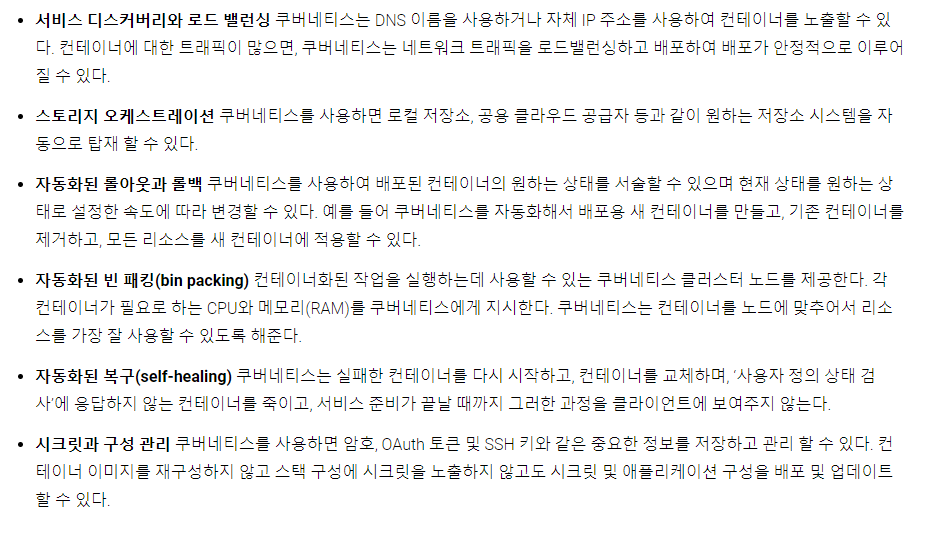 • 서비스 디스커버리와 로드 밸런싱 쿠버네티스는 DNS 이름을 사용하거나 자체 IP 주소를 사용하여 컨테이너를 노출할 수 있
다. 컨테이너에 대한 트래픽이 많으면, 쿠버네티스는 네트워크 트래픽을 로드밸런싱하고 배포하여 배포가 안정적으로 이루어
질 수 있다.
• 스토리지 오케스트레이션 쿠버네티스를 사용하면 로컬 저장소, 공용 클라우드 공급자 등과 같이 원하는 저장소 시스템을 자
동으로 탑재 할 수 있다.
• 자동화된 롤아웃과 롤백 쿠버네티스를 사용하여 배포된 컨테이너의 원하는 상태를 서술할 수 있으며 현재 상태를 원하는 상
태로 설정한 속도에 따라 변경할 수 있다. 예를 들어 쿠버네티스를 자동화해서 배포용 새 컨테이너를 만들고, 기존 컨테이너를
제거하고, 모든 리소스를 새 컨테이너에 적용할 수 있다.
• 자동화된 빈 패킹(bin packing) 컨테이너화된 작업을 실행하는데 사용할 수 있는 쿠버네티스 클러스터 노드를 제공한다. 각
컨테이너가 필요로 하는 CPU와 메모리(RAM)를 쿠버네티스에게 지시한다. 쿠버네티스는 컨테이너를 노드에 맞추어서 리소
스를 가장 잘 사용할 수 있도록 해준다.
• 자동화된 복구(self-healing) 쿠버네티스는 실패한 컨테이너를 다시 시작하고, 컨테이너를 교체하며, ‘사용자 정의 상태 검
사’에 응답하지 않는 컨테이너를 죽이고, 서비스 준비가 끝날 때까지 그러한 과정을 클라이언트에 보여주지 않는다.
• 시크릿과 구성 관리 쿠버네티스를 사용하면 암호, OAuth 토큰 및 SSH 키와 같은 중요한 정보를 저장하고 관리 할 수 있다. 컨
테이너 이미지를 재구성하지 않고 스택 구성에 시크릿을 노출하지 않고도 시크릿 및 애플리케이션 구성을 배포 및 업데이트
할 수 있다.